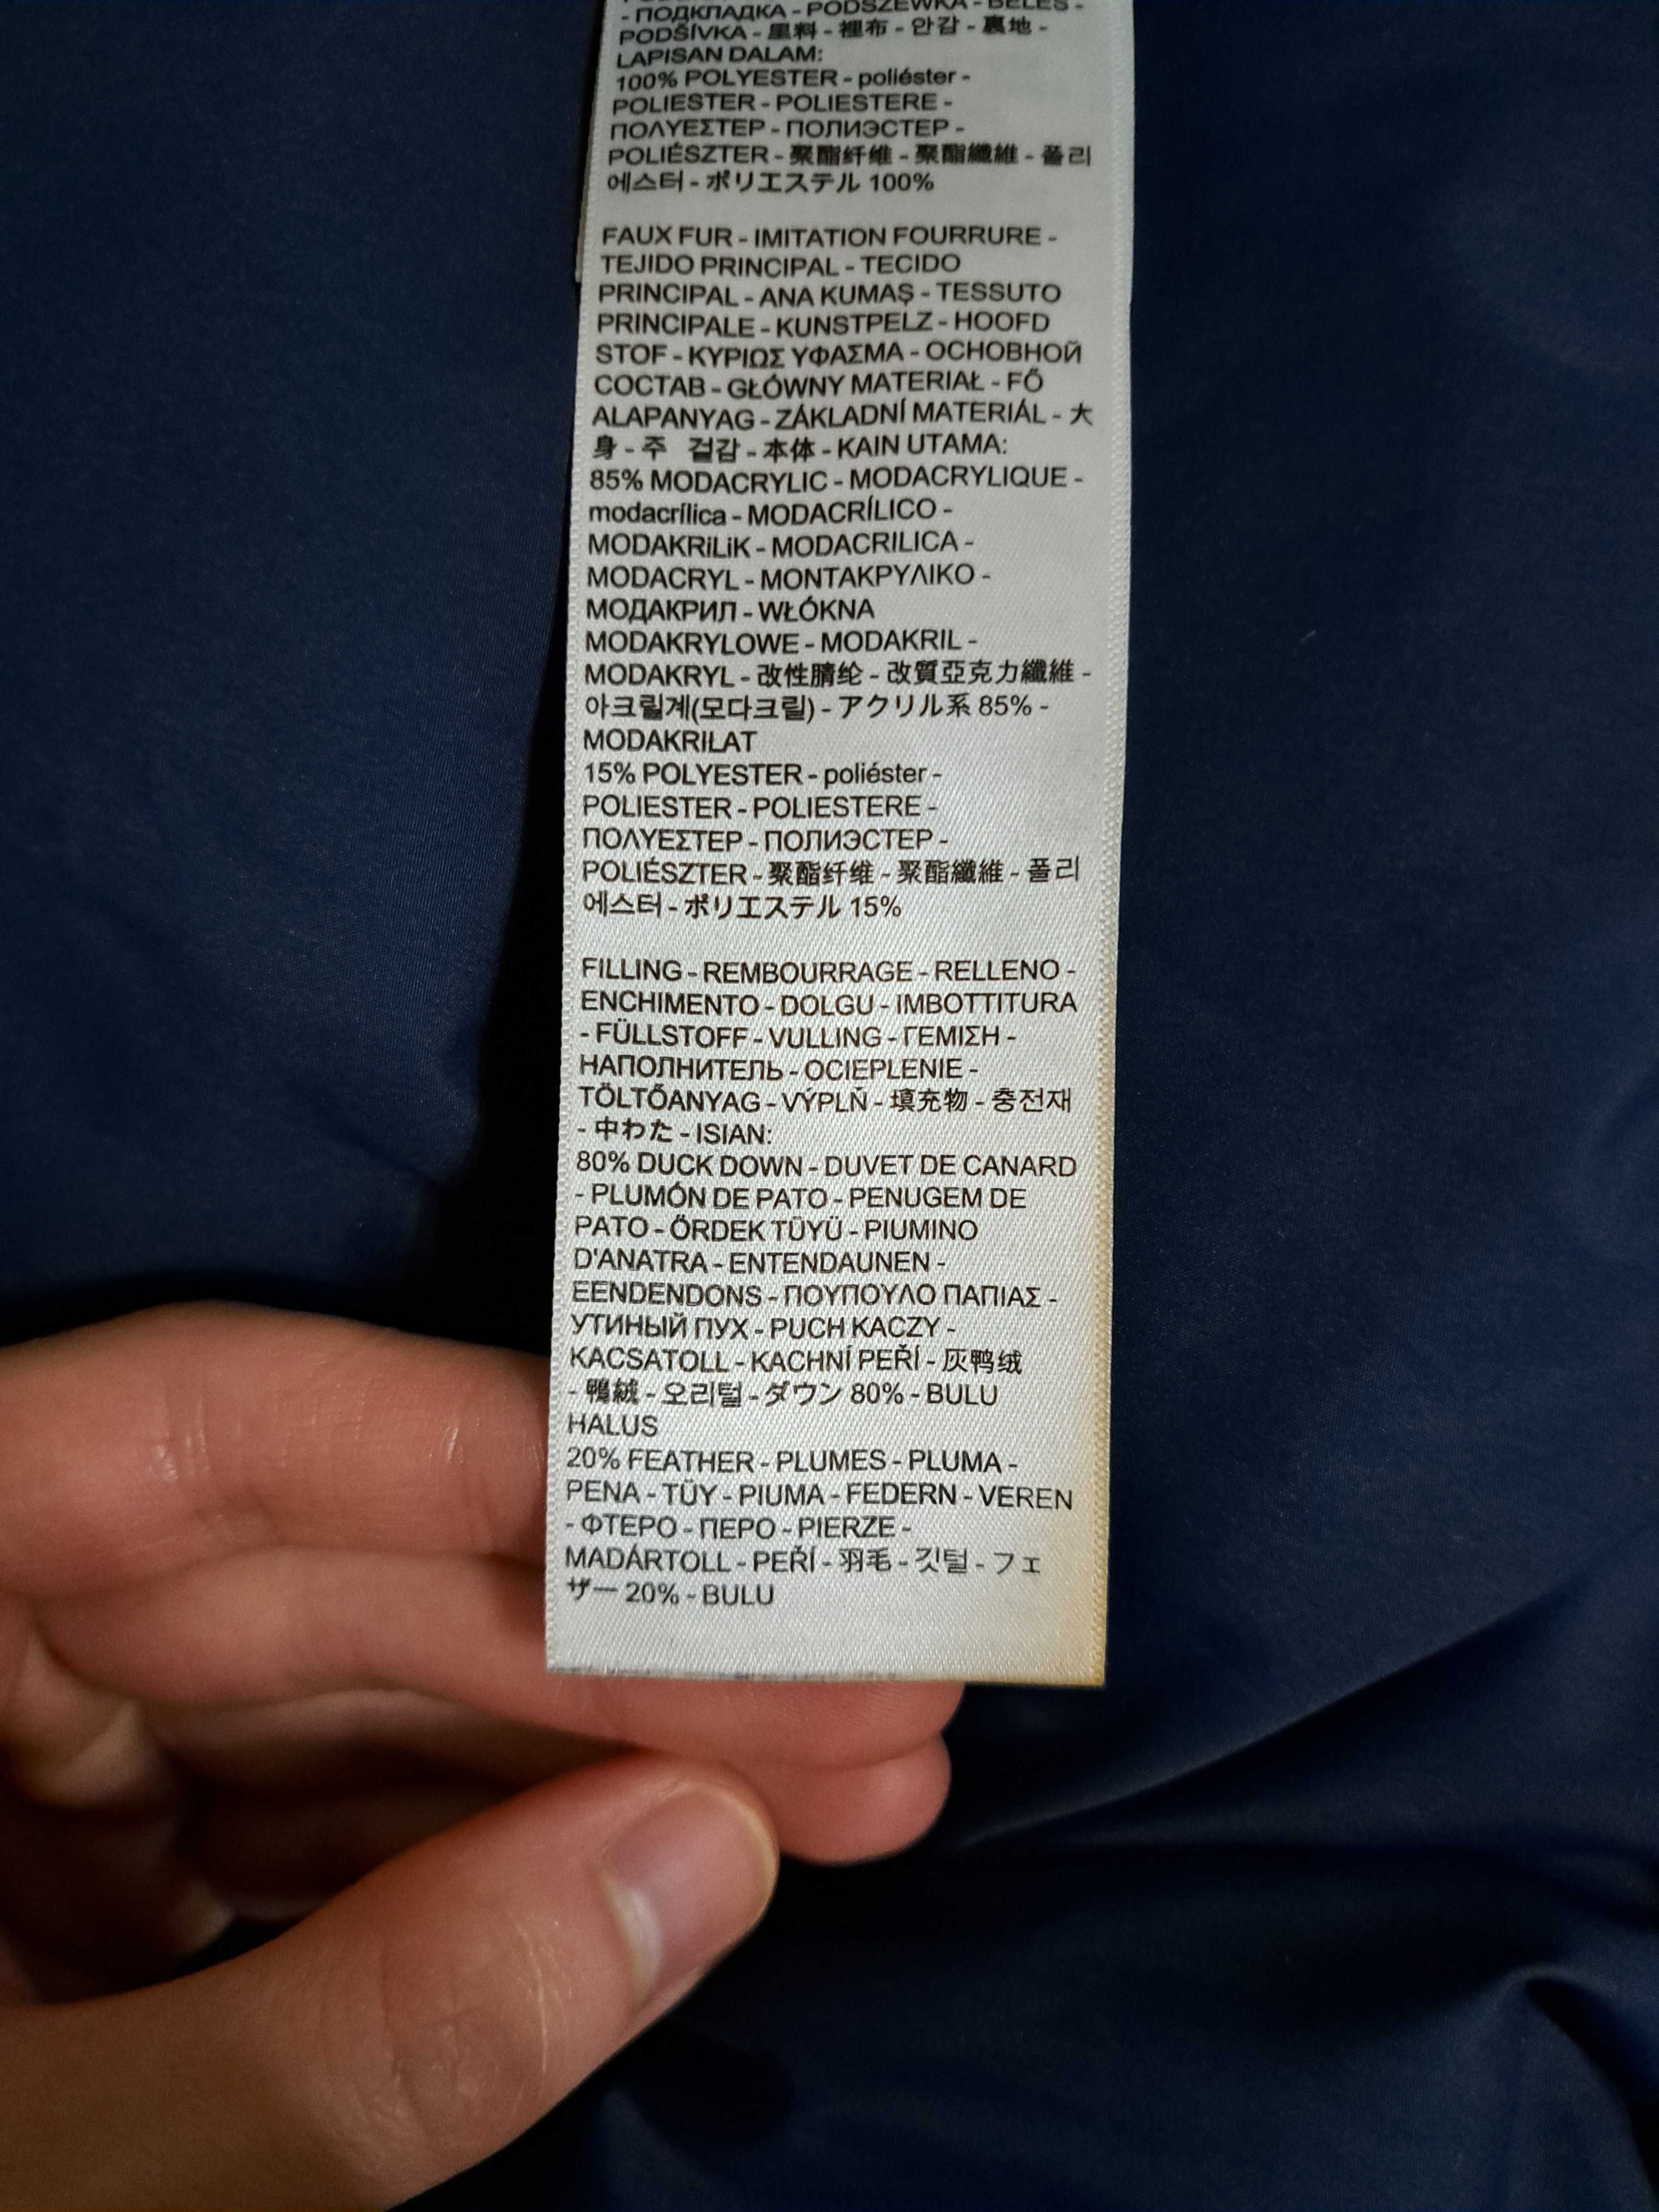 - ПОДКЛАДКА - PODSZEWKA - BÉLÉS -
PODŠÍVKA - 里料 - 裡布 - 안감 - 裏地 -
LAPISAN DALAM:
100% POLYESTER - poliéster -
POLIESTER - POLIESTERE -
ΠΟΛΥΕΣΤΕΡ - ПОЛИЭСТЕР -
POLIÉSZTER - 聚酯纤维 - 聚酯纖維 - 폴리
에스터 - ポリエステル 100%
FAUX FUR - IMITATION FOURRURE -
TEJIDO PRINCIPAL - TECIDO
PRINCIPAL - ANA KUMAŞ - TESSUTO
PRINCIPALE - KUNSTPELZ - HOOFD
STOF - ΚΥΡΙΩΣ ΥΦΑΣΜΑ - ОСНОВНОЙ
СОСТАВ - GŁÓWNY MATERIAŁ - FŐ
ALAPANYAG - ZÁKLADNÍ MATERIÁL - 大
身 - 주 겉감 - 本体 - KAIN UTAMA:
85% MODACRYLIC - MODACRYLIQUE -
modacrílica - MODACRÍLICO -
MODAKRiLiK - MODACRILICA -
MODACRYL - ΜΟΝΤΑΚΡΥΛΙΚΟ -
МОДАКРИЛ - WŁÓKNA
MODAKRYLOWE - MODAKRIL -
MODAKRYL - 改性腈纶 - 改質亞克力纖維 -
아크릴계(모다크릴) - アクリル系 85% -
MODAKRILAT
15% POLYESTER - poliéster -
POLIESTER - POLIESTERE -
ΠΟΛΥΕΣΤΕΡ - ПОЛИЭСТЕР -
POLIÉSZTER - 聚酯纤维 - 聚酯纖維 - 폴리
에스터 - ポリエステル 15%
FILLING - REMBOURRAGE - RELLENO -
ENCHIMENTO - DOLGU - IMBOTTITURA
- FÜLLSTOFF - VULLING - ΓΕΜΙΣΗ -
НАПОЛНИТЕЛЬ - OCIEPLENIE -
TÖLTŐANYAG - VÝPLŇ - 填充物 - 충전재
- 中わた - ISIAN:
80% DUCK DOWN - DUVET DE CANARD
- PLUMÓN DE PATO - PENUGEM DE
PATO - ÖRDEK TÜYÜ - PIUMINO
D'ANATRA - ENTENDAUNEN -
EENDENDONS - ΠΟΥΠΟΥΛΟ ΠΑΠΙΑΣ -
УТИНЫЙ ПУХ - PUCH KACZY -
KACSATOLL - KACHNÍ PEŘÍ - 灰鸭绒
- 鴨絨 - 오리털 - ダウン 80% - BULU
HALUS
20% FEATHER - PLUMES - PLUMA -
PENA - TÜY - PIUMA - FEDERN - VEREN
- ΦΤΕΡΟ - ПЕРО - PIERZE -
MADÁRTOLL - PEŘÍ - 羽毛 - 깃털 - フェ
ザー 20% - BULU